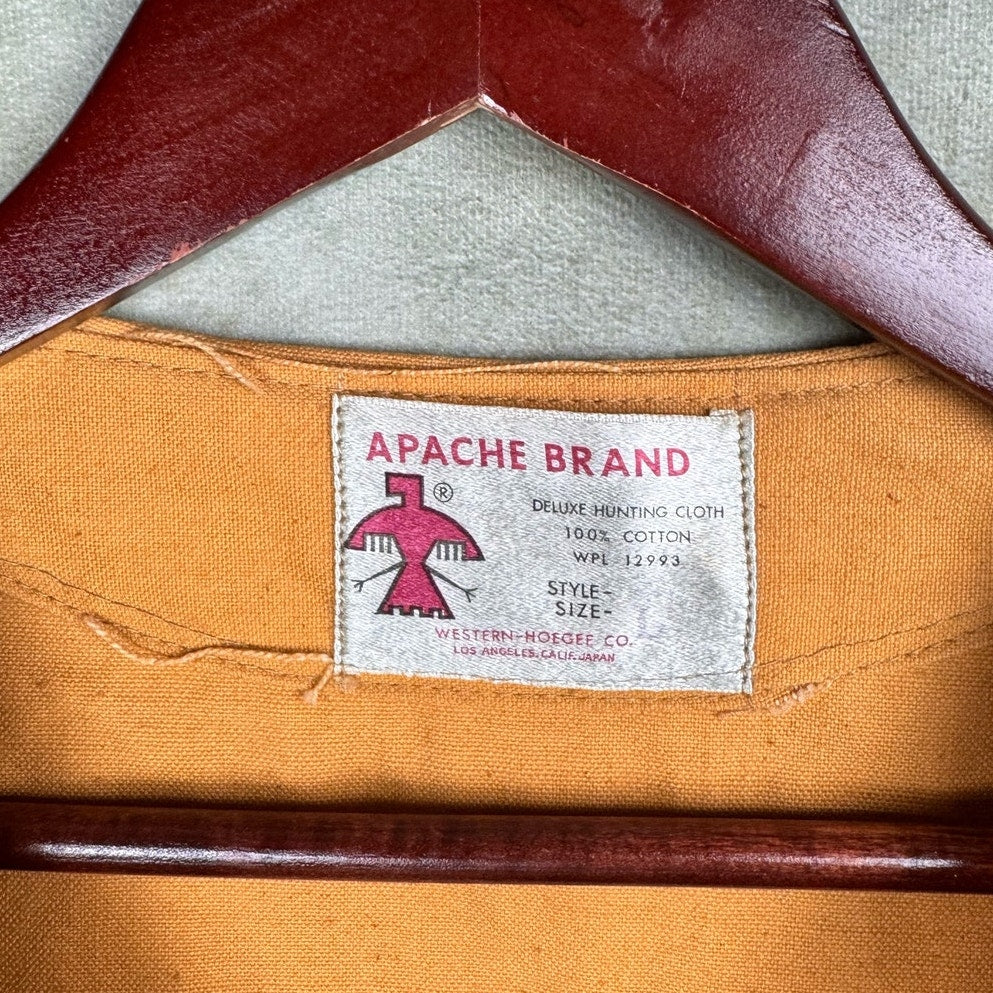 APACHE BRAND
®
DELUXE HUNTING CLOTH
100% COTTON
WPL 12993
STYLE-
SIZE-
WESTERN-HOEGEE CO.
LOS ANGELES, CALIF. JAPAN